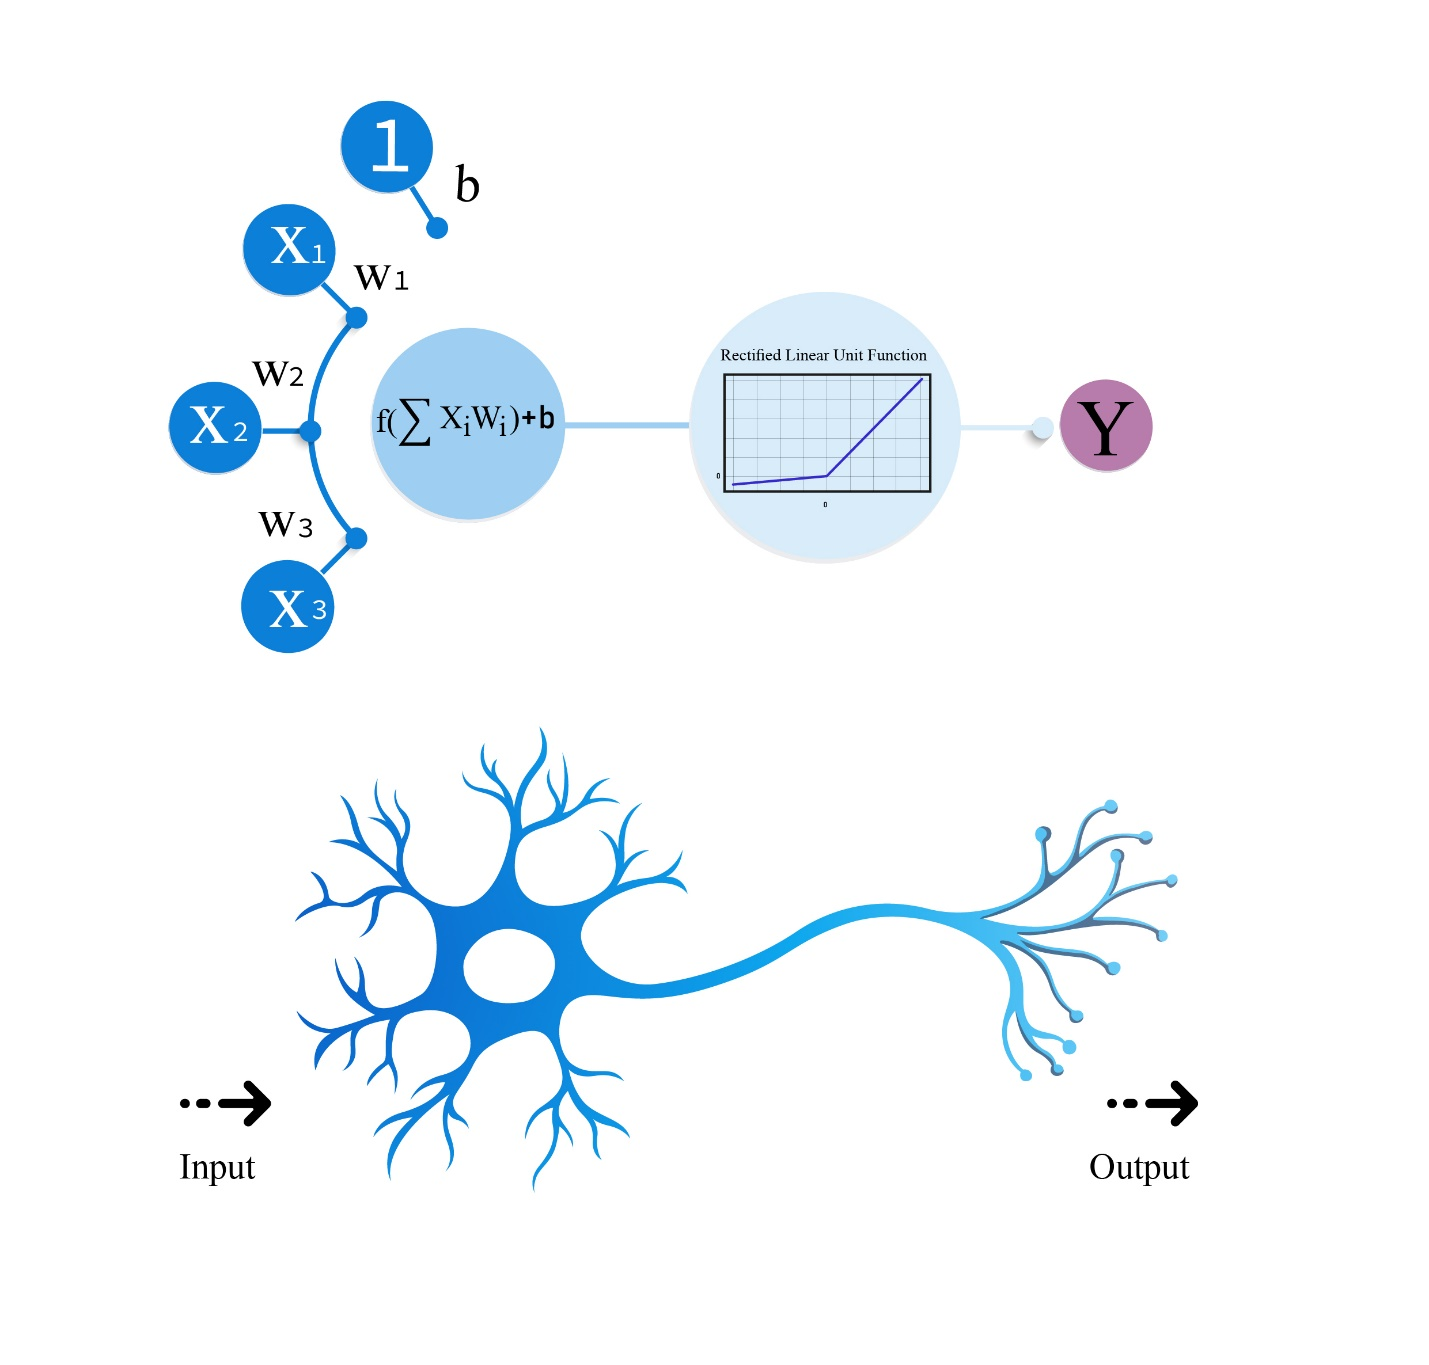 1
b
X1
W1
W2
X2
f(∑ XiWi)+b
W3
X3
Rectified Linear Unit Function
0
0
Y
Input
Output